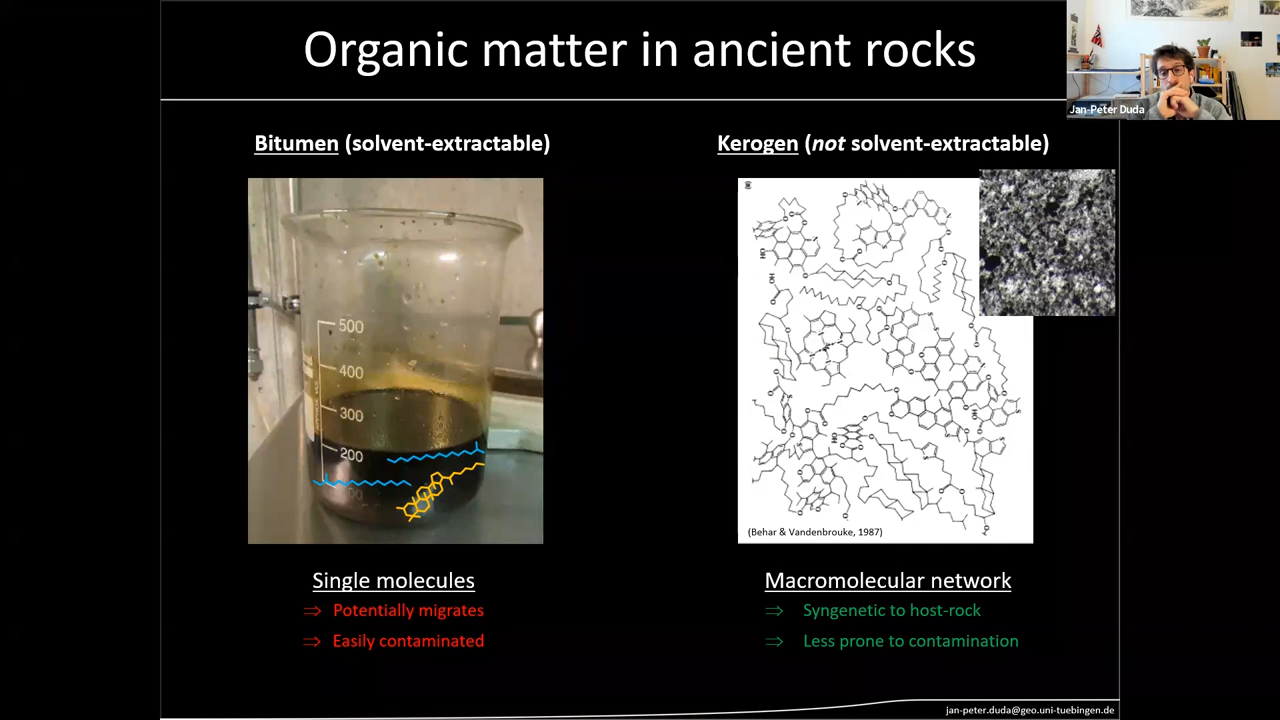 Organic matter in ancient rocks
Jan-Peter Duda
Bitumen (solvent-extractable)
Kerogen (not solvent-extractable)
500
400
300
200
(Behar & Vandenbrouke, 1987)
Single molecules
⇒ Potentially migrates
⇒ Easily contaminated
Macromolecular network
⇒ Syngenetic to host-rock
⇒ Less prone to contamination
jan-peter.duda@geo.uni-tuebingen.de